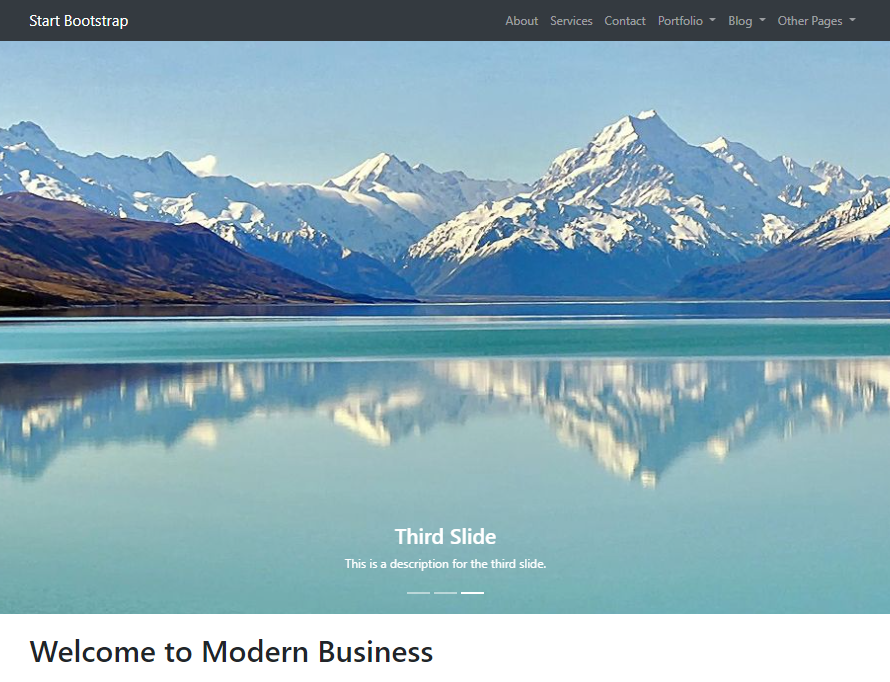 Start Bootstrap About Services Contact Portfolio Blog Other Pages
Third Slide
This is a description for the third slide.
Welcome to Modern Business